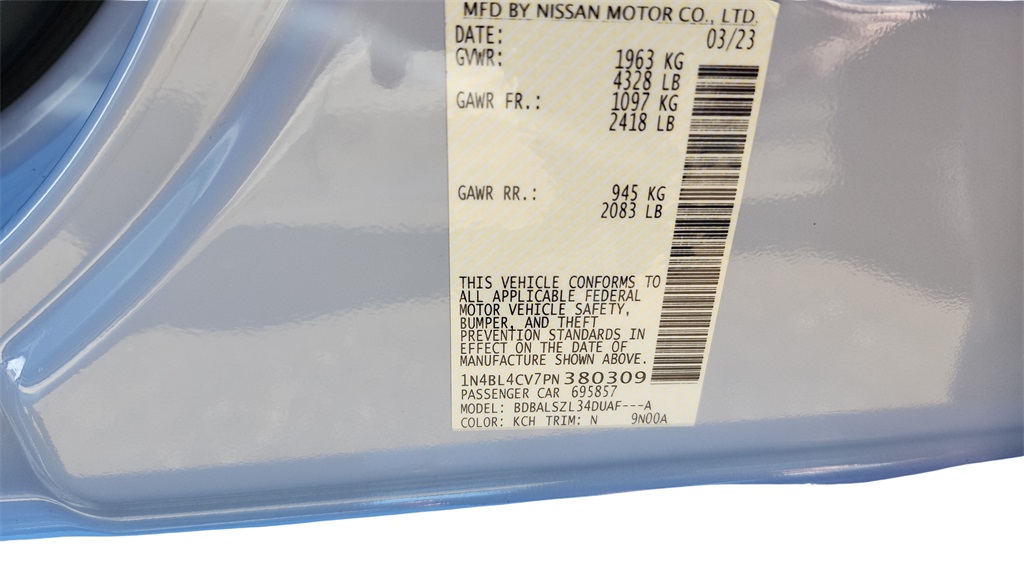 MFD BY NISSAN MOTOR CO., LTD.
DATE: 03/23
GVWR: 1963 KG
4328 LB
GAWR FR.: 1097 KG
2418 LB
GAWR RR.: 945 KG
2083 LB
THIS VEHICLE CONFORMS TO
ALL APPLICABLE FEDERAL
MOTOR VEHICLE SAFETY,
BUMPER, AND THEFT
PREVENTION STANDARDS IN
EFFECT ON THE DATE OF
MANUFACTURE SHOWN ABOVE.
1N4BL4CV7PN380309
PASSENGER CAR 695857
MODEL: BDBALSZL34DUAF---A
COLOR: KCH TRIM: N 9N00A